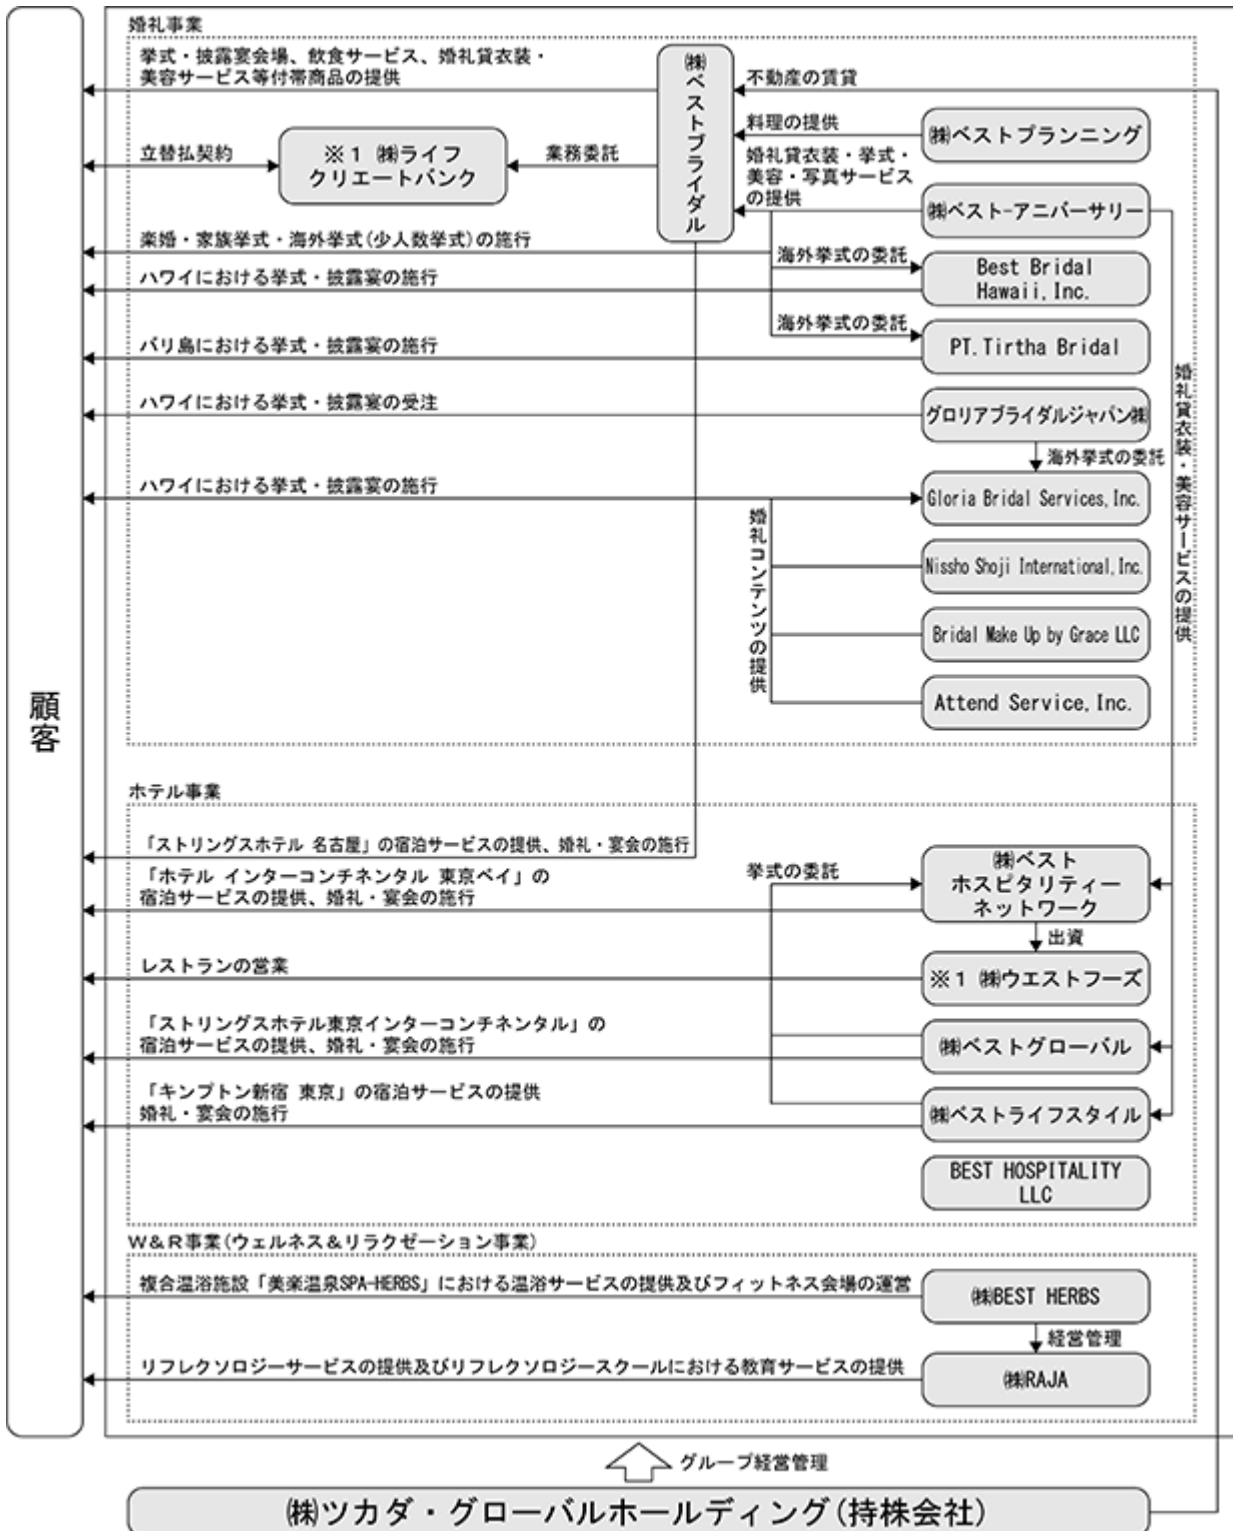 婚礼事業
挙式・披露宴会場、飲食サービス、婚礼貸衣装・
美容サービス等付帯商品の提供
㈱ベストブライダル
不動産の賃貸
料理の提供
㈱ベストプランニング
立替払契約
※1 ㈱ライフ
クリエートバンク
業務委託
婚礼貸衣装・挙式・
美容・写真サービス
の提供
㈱ベスト-アニバーサリー
楽婚・家族挙式・海外挙式(少人数挙式)の施行
海外挙式の委託
Best Bridal
Hawaii, Inc.
ハワイにおける挙式・披露宴の施行
海外挙式の委託
PT. Tirtha Bridal
バリ島における挙式・披露宴の施行
婚礼貸衣装・美容サービスの提供
ハワイにおける挙式・披露宴の受注
グロリアブライダルジャパン㈱
海外挙式の委託
ハワイにおける挙式・披露宴の施行
Gloria Bridal Services, Inc.
婚礼コンテンツの提供
Nissho Shoji International, Inc.
Bridal Make Up by Grace LLC
Attend Service, Inc.
顧客
ホテル事業
「ストリングスホテル 名古屋」の宿泊サービスの提供、婚礼・宴会の施行
「ホテル インターコンチネンタル 東京ベイ」の
宿泊サービスの提供、婚礼・宴会の施行
挙式の委託
㈱ベスト
ホスピタリティー
ネットワーク
出資
レストランの営業
※1 ㈱ウエストフーズ
「ストリングスホテル東京インターコンチネンタル」の
宿泊サービスの提供、婚礼・宴会の施行
㈱ベストグローバル
「キンプトン新宿 東京」の宿泊サービスの提供
婚礼・宴会の施行
㈱ベストライフスタイル
BEST HOSPITALITY
LLC
W&R事業(ウェルネス&リラクゼーション事業)
複合温浴施設「美楽温泉SPA-HERBS」における温浴サービスの提供及びフィットネス会場の運営
㈱BEST HERBS
経営管理
リフレクソロジーサービスの提供及びリフレクソロジースクールにおける教育サービスの提供
㈱RAJA
グループ経営管理
㈱ツカダ・グローバルホールディング(持株会社)